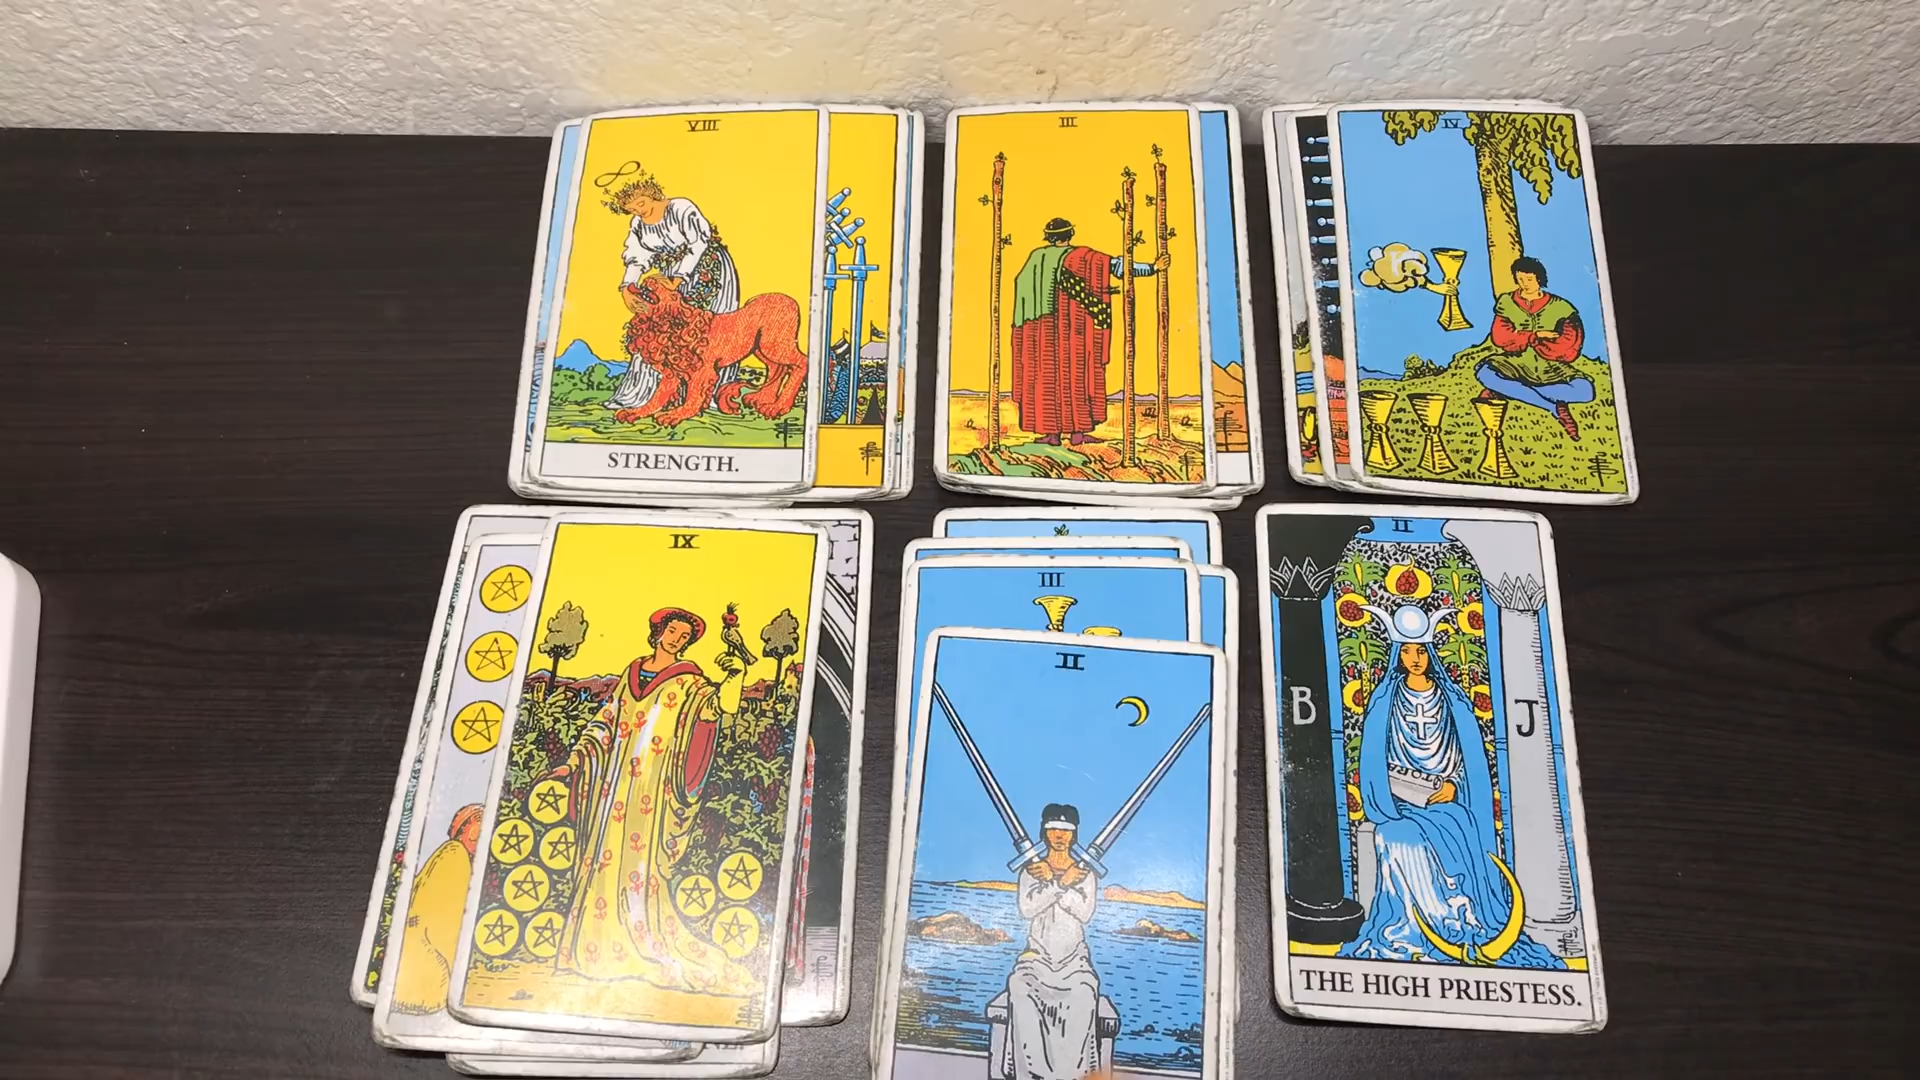 VIII
STRENGTH.
III
IV
IX
III
II
II
B
J
TORA
THE HIGH PRIESTESS.